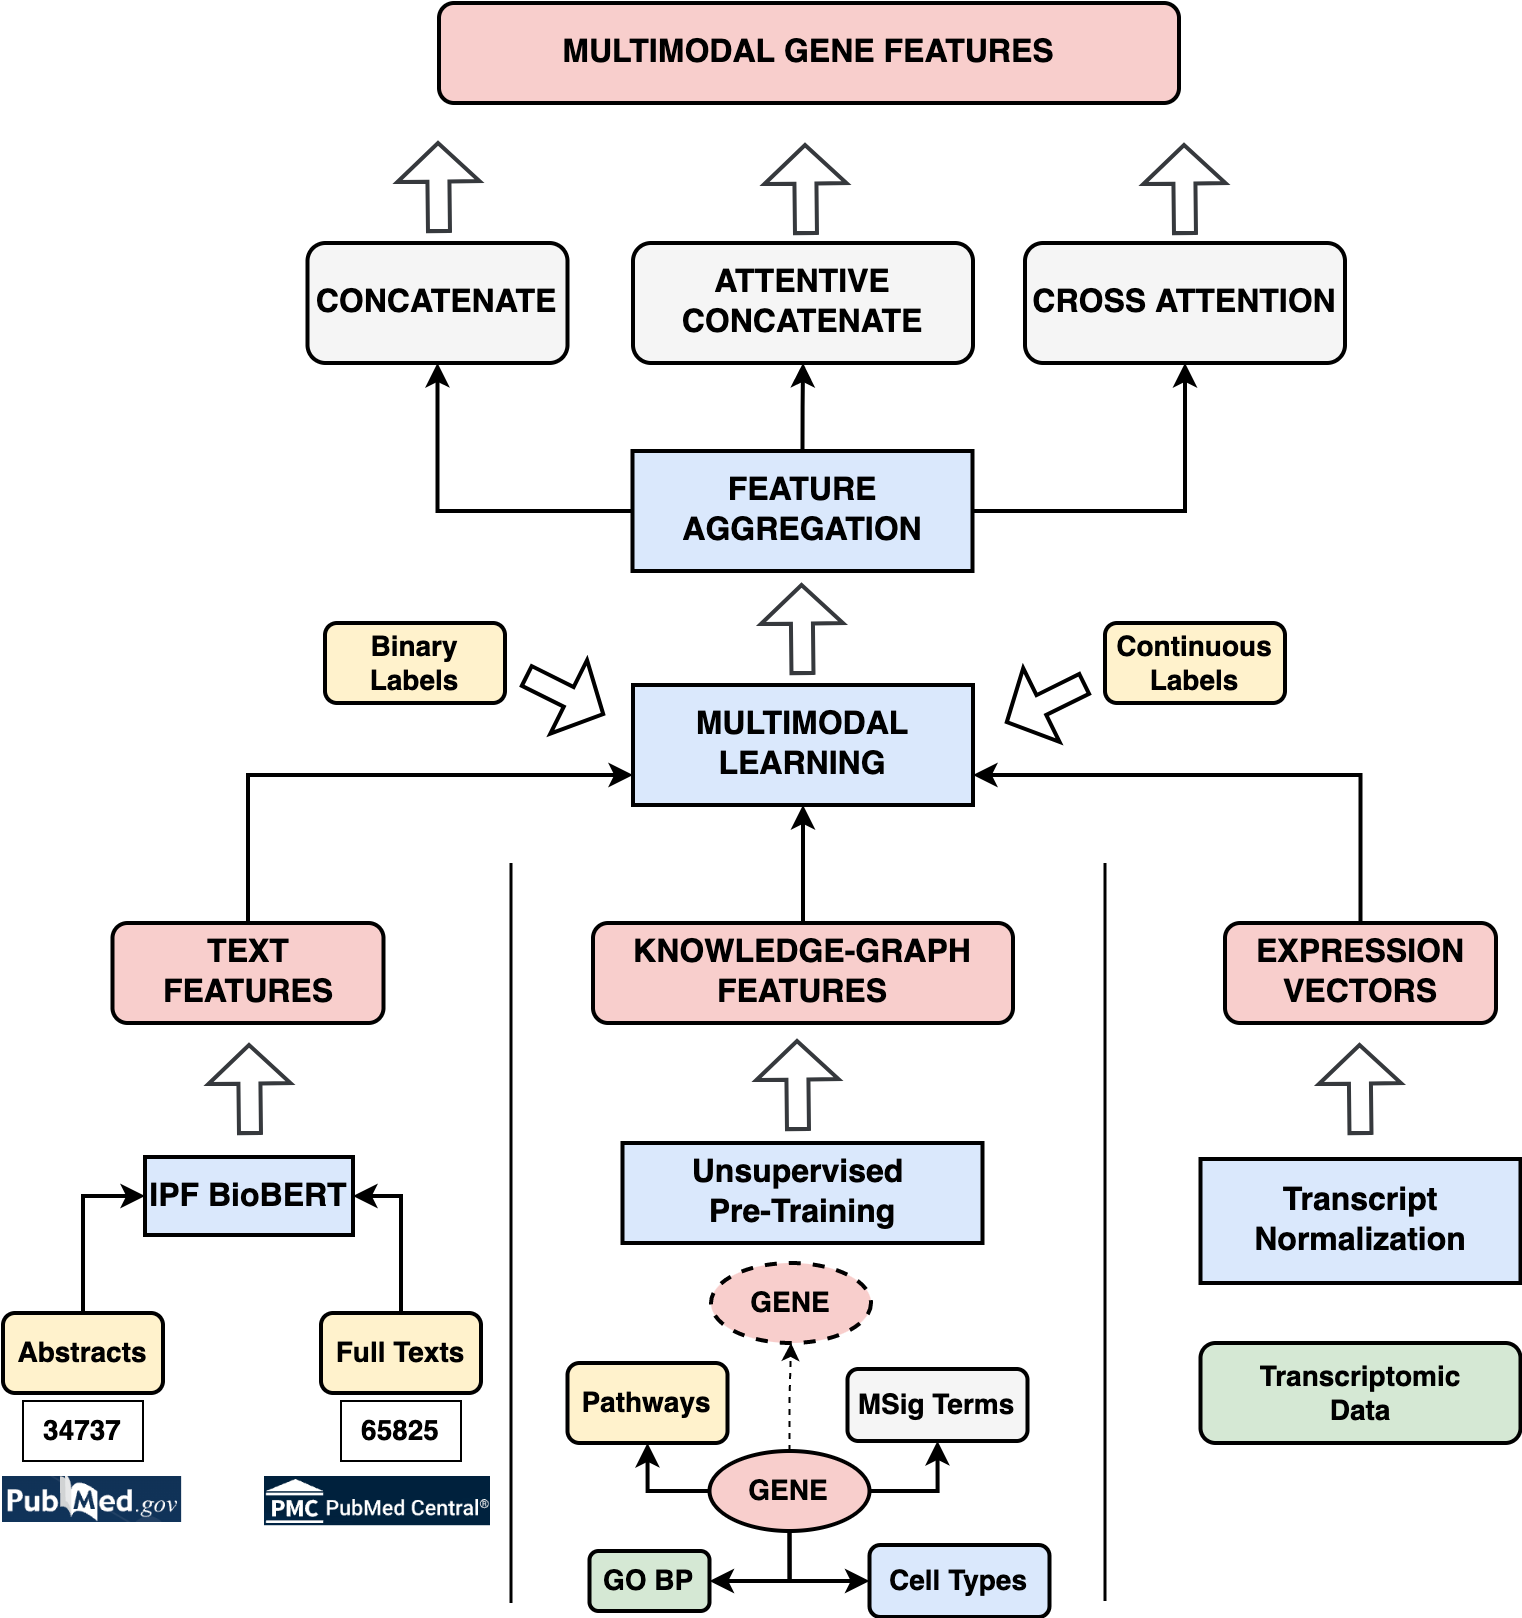 MULTIMODAL GENE FEATURES
CONCATENATE
ATTENTIVE
CONCATENATE
CROSS ATTENTION
FEATURE
AGGREGATION
Binary
Labels
Continuous
Labels
MULTIMODAL
LEARNING
TEXT
FEATURES
KNOWLEDGE-GRAPH
FEATURES
EXPRESSION
VECTORS
IPF BioBERT
Unsupervised
Pre-Training
Transcript
Normalization
GENE
Abstracts
Full Texts
Pathways
MSig Terms
Transcriptomic
Data
34737
65825
GENE
PubMed.gov
PMC PubMed Central®
GO BP
Cell Types